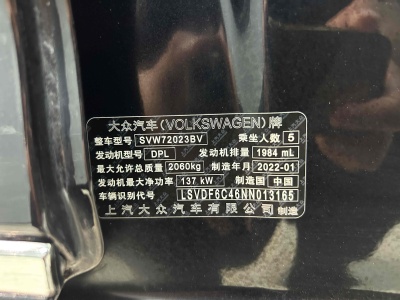 大众汽车(VOLKSWAGEN)牌
整车型号 SVW72023BV 乘坐人数 5
发动机型号 DPL 发动机排量 1984 mL
最大允许总质量 2060kg 制造年月 2022-01
发动机最大净功率 137 kW 制造国 中国
车辆识别代号 LSVDF6C46NN013165
上汽大众汽车有限公司 制造